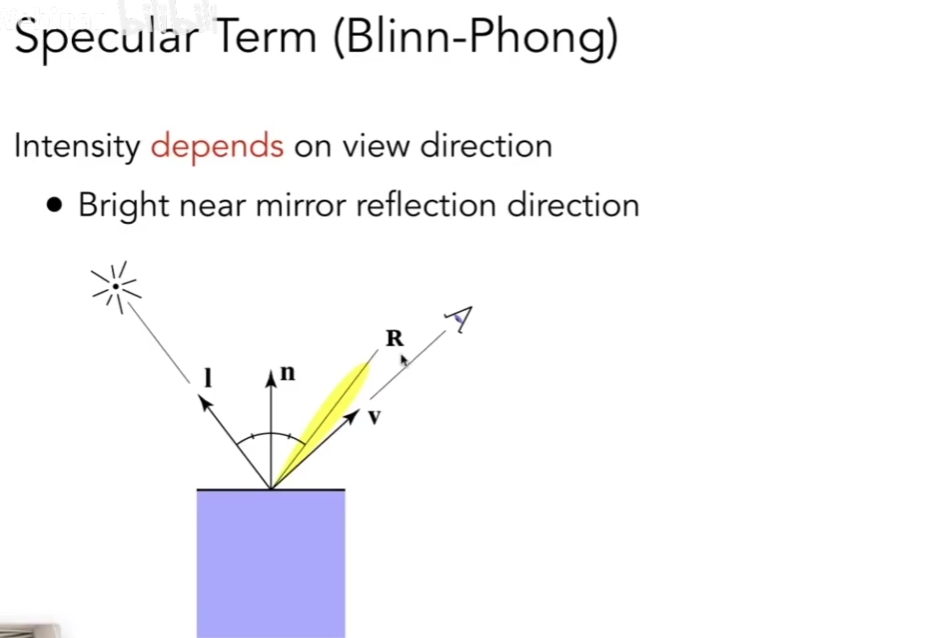 Specular Term (Blinn-Phong)
Intensity depends on view direction
• Bright near mirror reflection direction
R
l
n
v